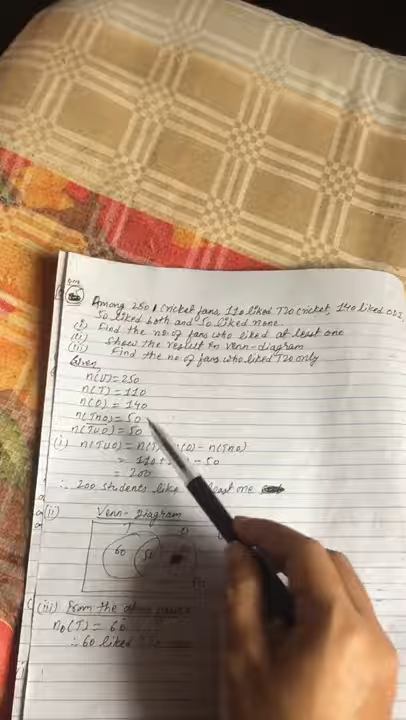 Among 250 cricket fans, 110 liked T20 cricket, 140 liked ODI,
50 liked both and 50 liked none.
(i) Find the no. of fans who liked at least one
(ii) Show the result in Venn-diagram
(iii) Find the no. of fans who liked T20 only
Given,
n(U) = 250
n(T) = 110
n(O) = 140
n(T∩O) = 50
n(T∪O) = 50
(i) n(T∪O) = n(T) n(O) - n(T∩O)
= 110 + - 50
= 200
∴ 200 students like least one
(ii) Venn-Diagram
T O
60 50
(iii) From the above
n₀(T) = 60
∴ 60 liked